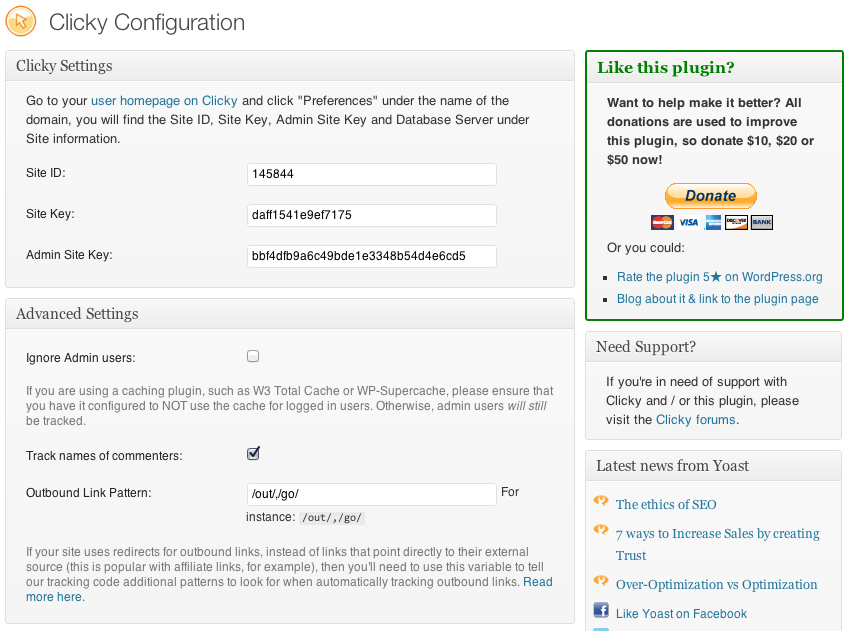 Clicky Configuration
Clicky Settings
Go to your user homepage on Clicky and click "Preferences" under the name of the
domain, you will find the Site ID, Site Key, Admin Site Key and Database Server under
Site information.
Site ID:
145844
Site Key:
daff1541e9ef7175
Admin Site Key:
bbf4dfb9a6c49bde1e3348b54d4e6cd5
Advanced Settings
Ignore Admin users:
If you are using a caching plugin, such as W3 Total Cache or WP-Supercache, please ensure that
you have it configured to NOT use the cache for logged in users. Otherwise, admin users will still
be tracked.
Track names of commenters:
Outbound Link Pattern:
/out/,/go/
For
instance: /out/,/go/
If your site uses redirects for outbound links, instead of links that point directly to their external
source (this is popular with affiliate links, for example), then you'll need to use this variable to tell
our tracking code additional patterns to look for when automatically tracking outbound links. Read
more here.
Like this plugin?
Want to help make it better? All
donations are used to improve
this plugin, so donate $10, $20 or
$50 now!
Donate
MasterCard VISA DISCOVER BANK
Or you could:
Rate the plugin 5★ on WordPress.org
Blog about it & link to the plugin page
Need Support?
If you're in need of support with
Clicky and / or this plugin, please
visit the Clicky forums.
Latest news from Yoast
The ethics of SEO
7 ways to Increase Sales by creating
Trust
Over-Optimization vs Optimization
Like Yoast on Facebook